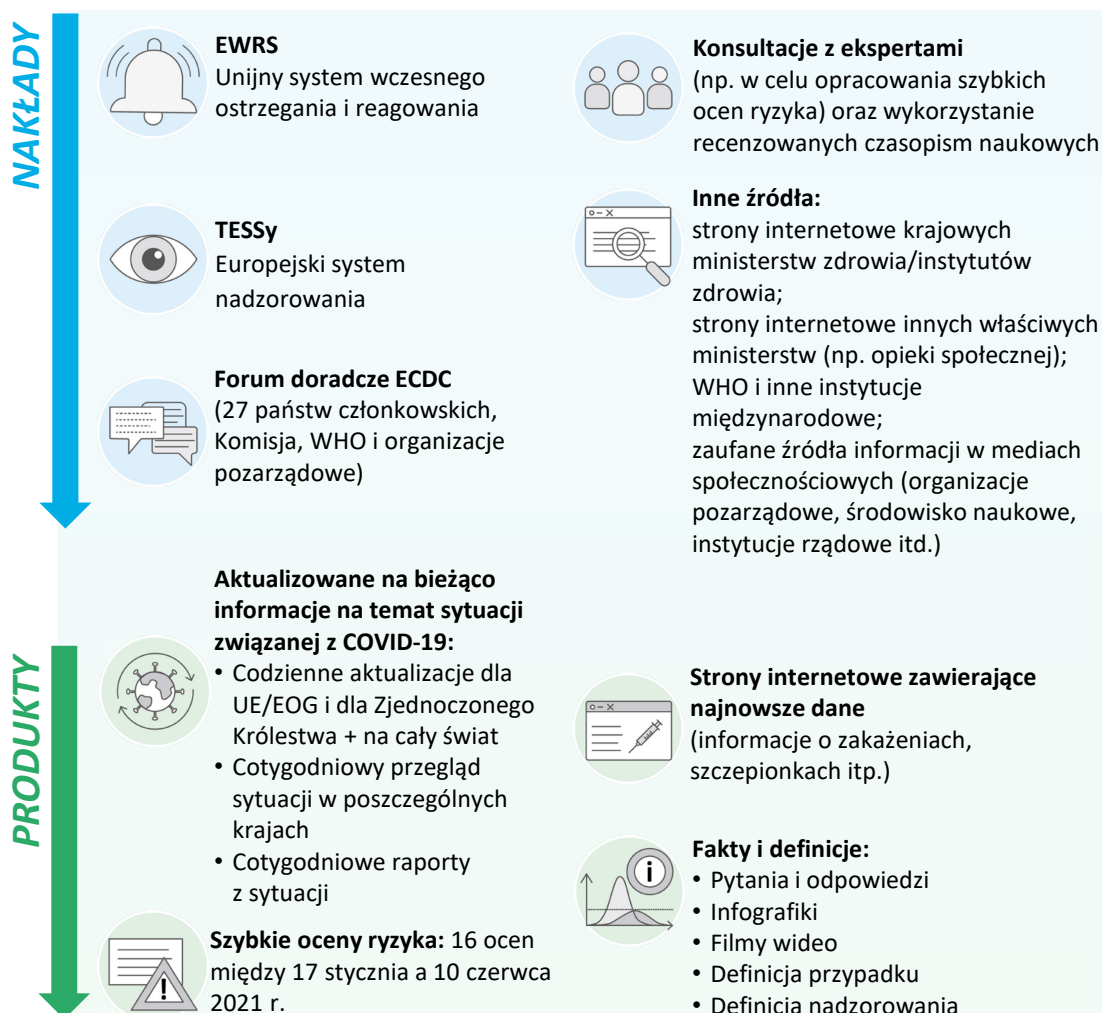 NAKŁADY
EWRS
Unijny system wczesnego
ostrzegania i reagowania
TESSy
Europejski system
nadzorowania
Forum doradcze ECDC
(27 państw członkowskich,
Komisja, WHO i organizacje
pozarządowe)
Konsultacje z ekspertami
(np. w celu opracowania szybkich
ocen ryzyka) oraz wykorzystanie
recenzowanych czasopism naukowych
Inne źródła:
strony internetowe krajowych
ministerstw zdrowia/instytutów
zdrowia;
strony internetowe innych właściwych
ministerstw (np. opieki społecznej);
WHO i inne instytucje
międzynarodowe;
zaufane źródła informacji w mediach
społecznościowych (organizacje
pozarządowe, środowisko naukowe,
instytucje rządowe itd.)
PRODUKTY
Aktualizowane na bieżąco
informacje na temat sytuacji
związanej z COVID-19:
• Codzienne aktualizacje dla
UE/EOG i dla Zjednoczonego
Królestwa + na cały świat
• Cotygodniowy przegląd
sytuacji w poszczególnych
krajach
• Cotygodniowe raporty
z sytuacji
Szybkie oceny ryzyka: 16 ocen
między 17 stycznia a 10 czerwca
2021 r.
Strony internetowe zawierające
najnowsze dane
(informacje o zakażeniach,
szczepionkach itp.)
Fakty i definicje:
• Pytania i odpowiedzi
• Infografiki
• Filmy wideo
• Definicja przypadku
• Definicja nadzorowania